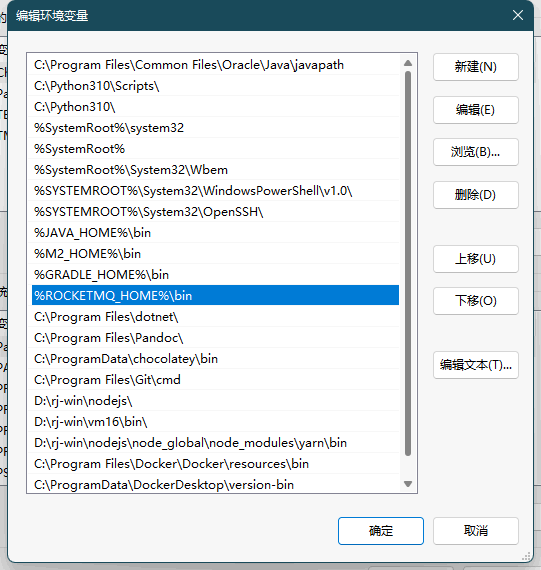 编辑环境变量
C:\Program Files\Common Files\Oracle\Java\javapath
C:\Python310\Scripts\
C:\Python310\
%SystemRoot%\system32
%SystemRoot%
%SystemRoot%\System32\Wbem
%SYSTEMROOT%\System32\WindowsPowerShell\v1.0\
%SYSTEMROOT%\System32\OpenSSH\
%JAVA_HOME%\bin
%M2_HOME%\bin
%GRADLE_HOME%\bin
%ROCKETMQ_HOME%\bin
C:\Program Files\dotnet\
C:\Program Files\Pandoc\
C:\ProgramData\chocolatey\bin
C:\Program Files\Git\cmd
D:\rj-win\nodejs\
D:\rj-win\vm16\bin\
D:\rj-win\nodejs\node_global\node_modules\yarn\bin
C:\Program Files\Docker\Docker\resources\bin
C:\ProgramData\DockerDesktop\version-bin
新建(N)
编辑(E)
浏览(B)...
删除(D)
上移(U)
下移(O)
编辑文本(T)...
确定
取消